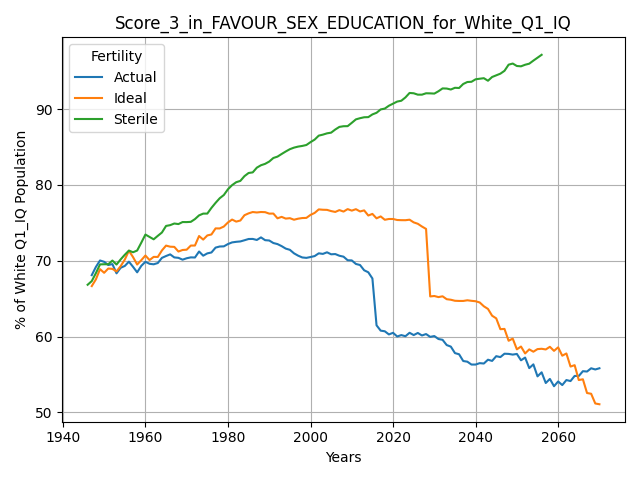 Score_3_in_FAVOUR_SEX_EDUCATION_for_White_Q1_IQ
Fertility
Actual
Ideal
Sterile
% of White Q1_IQ Population
90
80
70
60
50
1940 1960 1980 2000 2020 2040 2060
Years